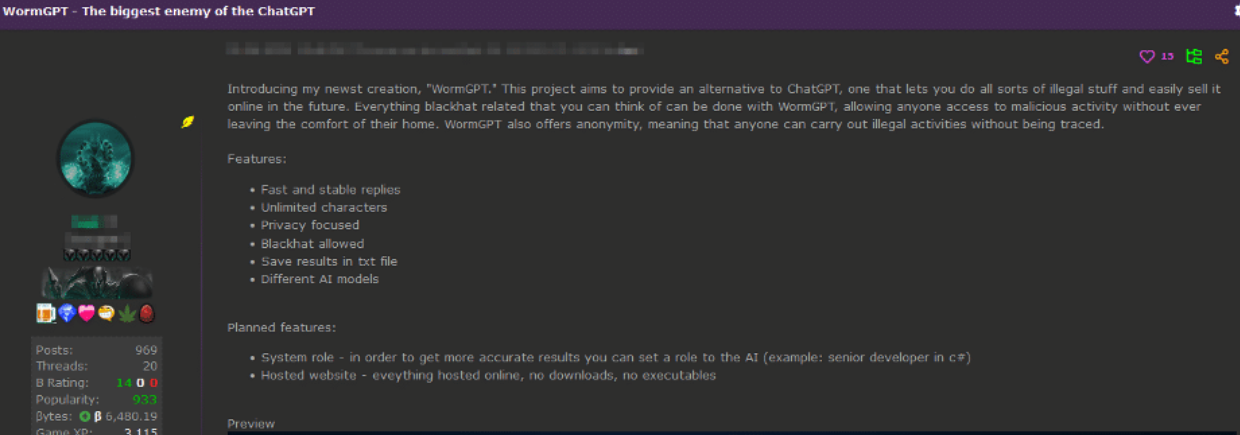 WormGPT - The biggest enemy of the ChatGPT
15
Introducing my newst creation, "WormGPT." This project aims to provide an alternative to ChatGPT, one that lets you do all sorts of illegal stuff and easily sell it
online in the future. Everything blackhat related that you can think of can be done with WormGPT, allowing anyone access to malicious activity without ever
leaving the comfort of their home. WormGPT also offers anonymity, meaning that anyone can carry out illegal activities without being traced.
Features:
• Fast and stable replies
• Unlimited characters
• Privacy focused
• Blackhat allowed
• Save results in txt file
• Different AI models
Planned features:
• System role - in order to get more accurate results you can set a role to the AI (example: senior developer in c#)
• Hosted website - eveything hosted online, no downloads, no executables
Preview
Posts: 969
Threads: 20
B Rating: 14 0 0
Popularity: 933
βytes: β 6,480.19
Game XP: 3,115